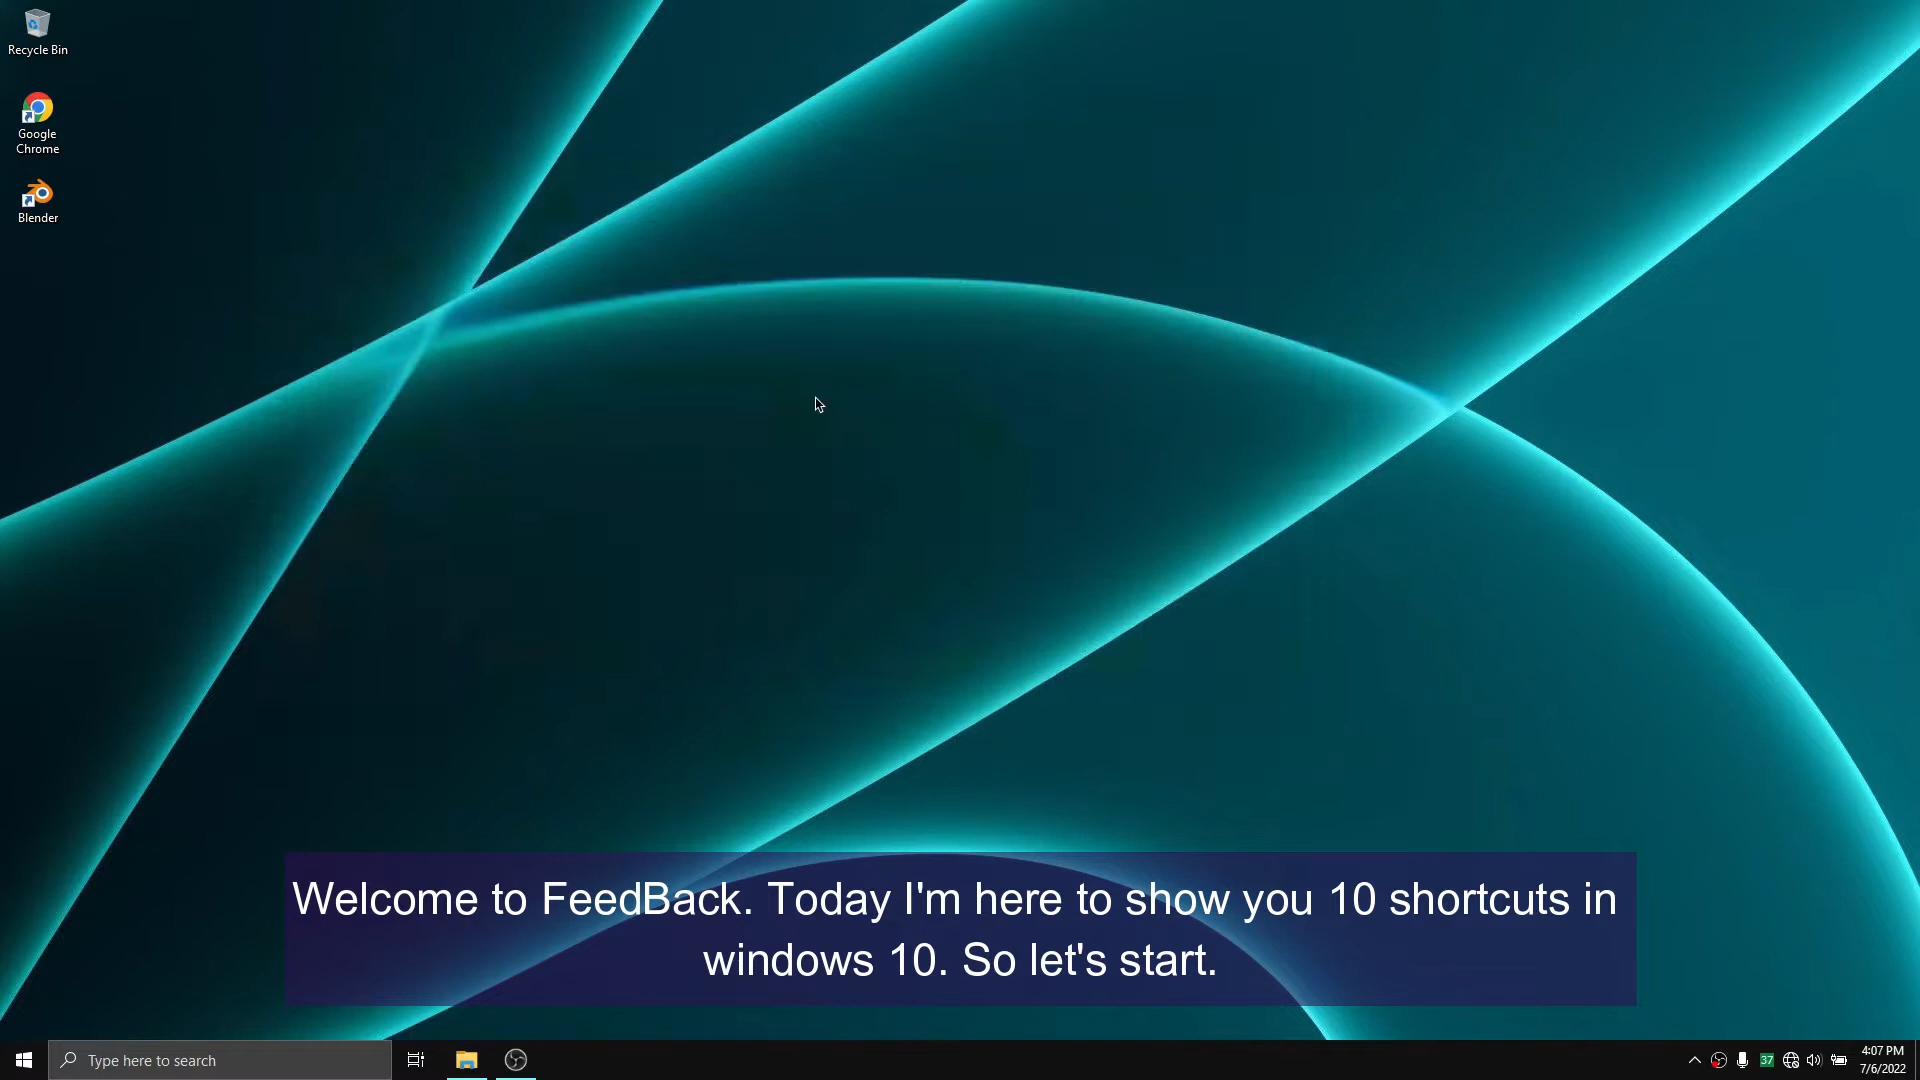 Recycle Bin
Google
Chrome
Blender
Welcome to FeedBack. Today I'm here to show you 10 shortcuts in
windows 10. So let's start.
Type here to search
37
4:07 PM
7/6/2022